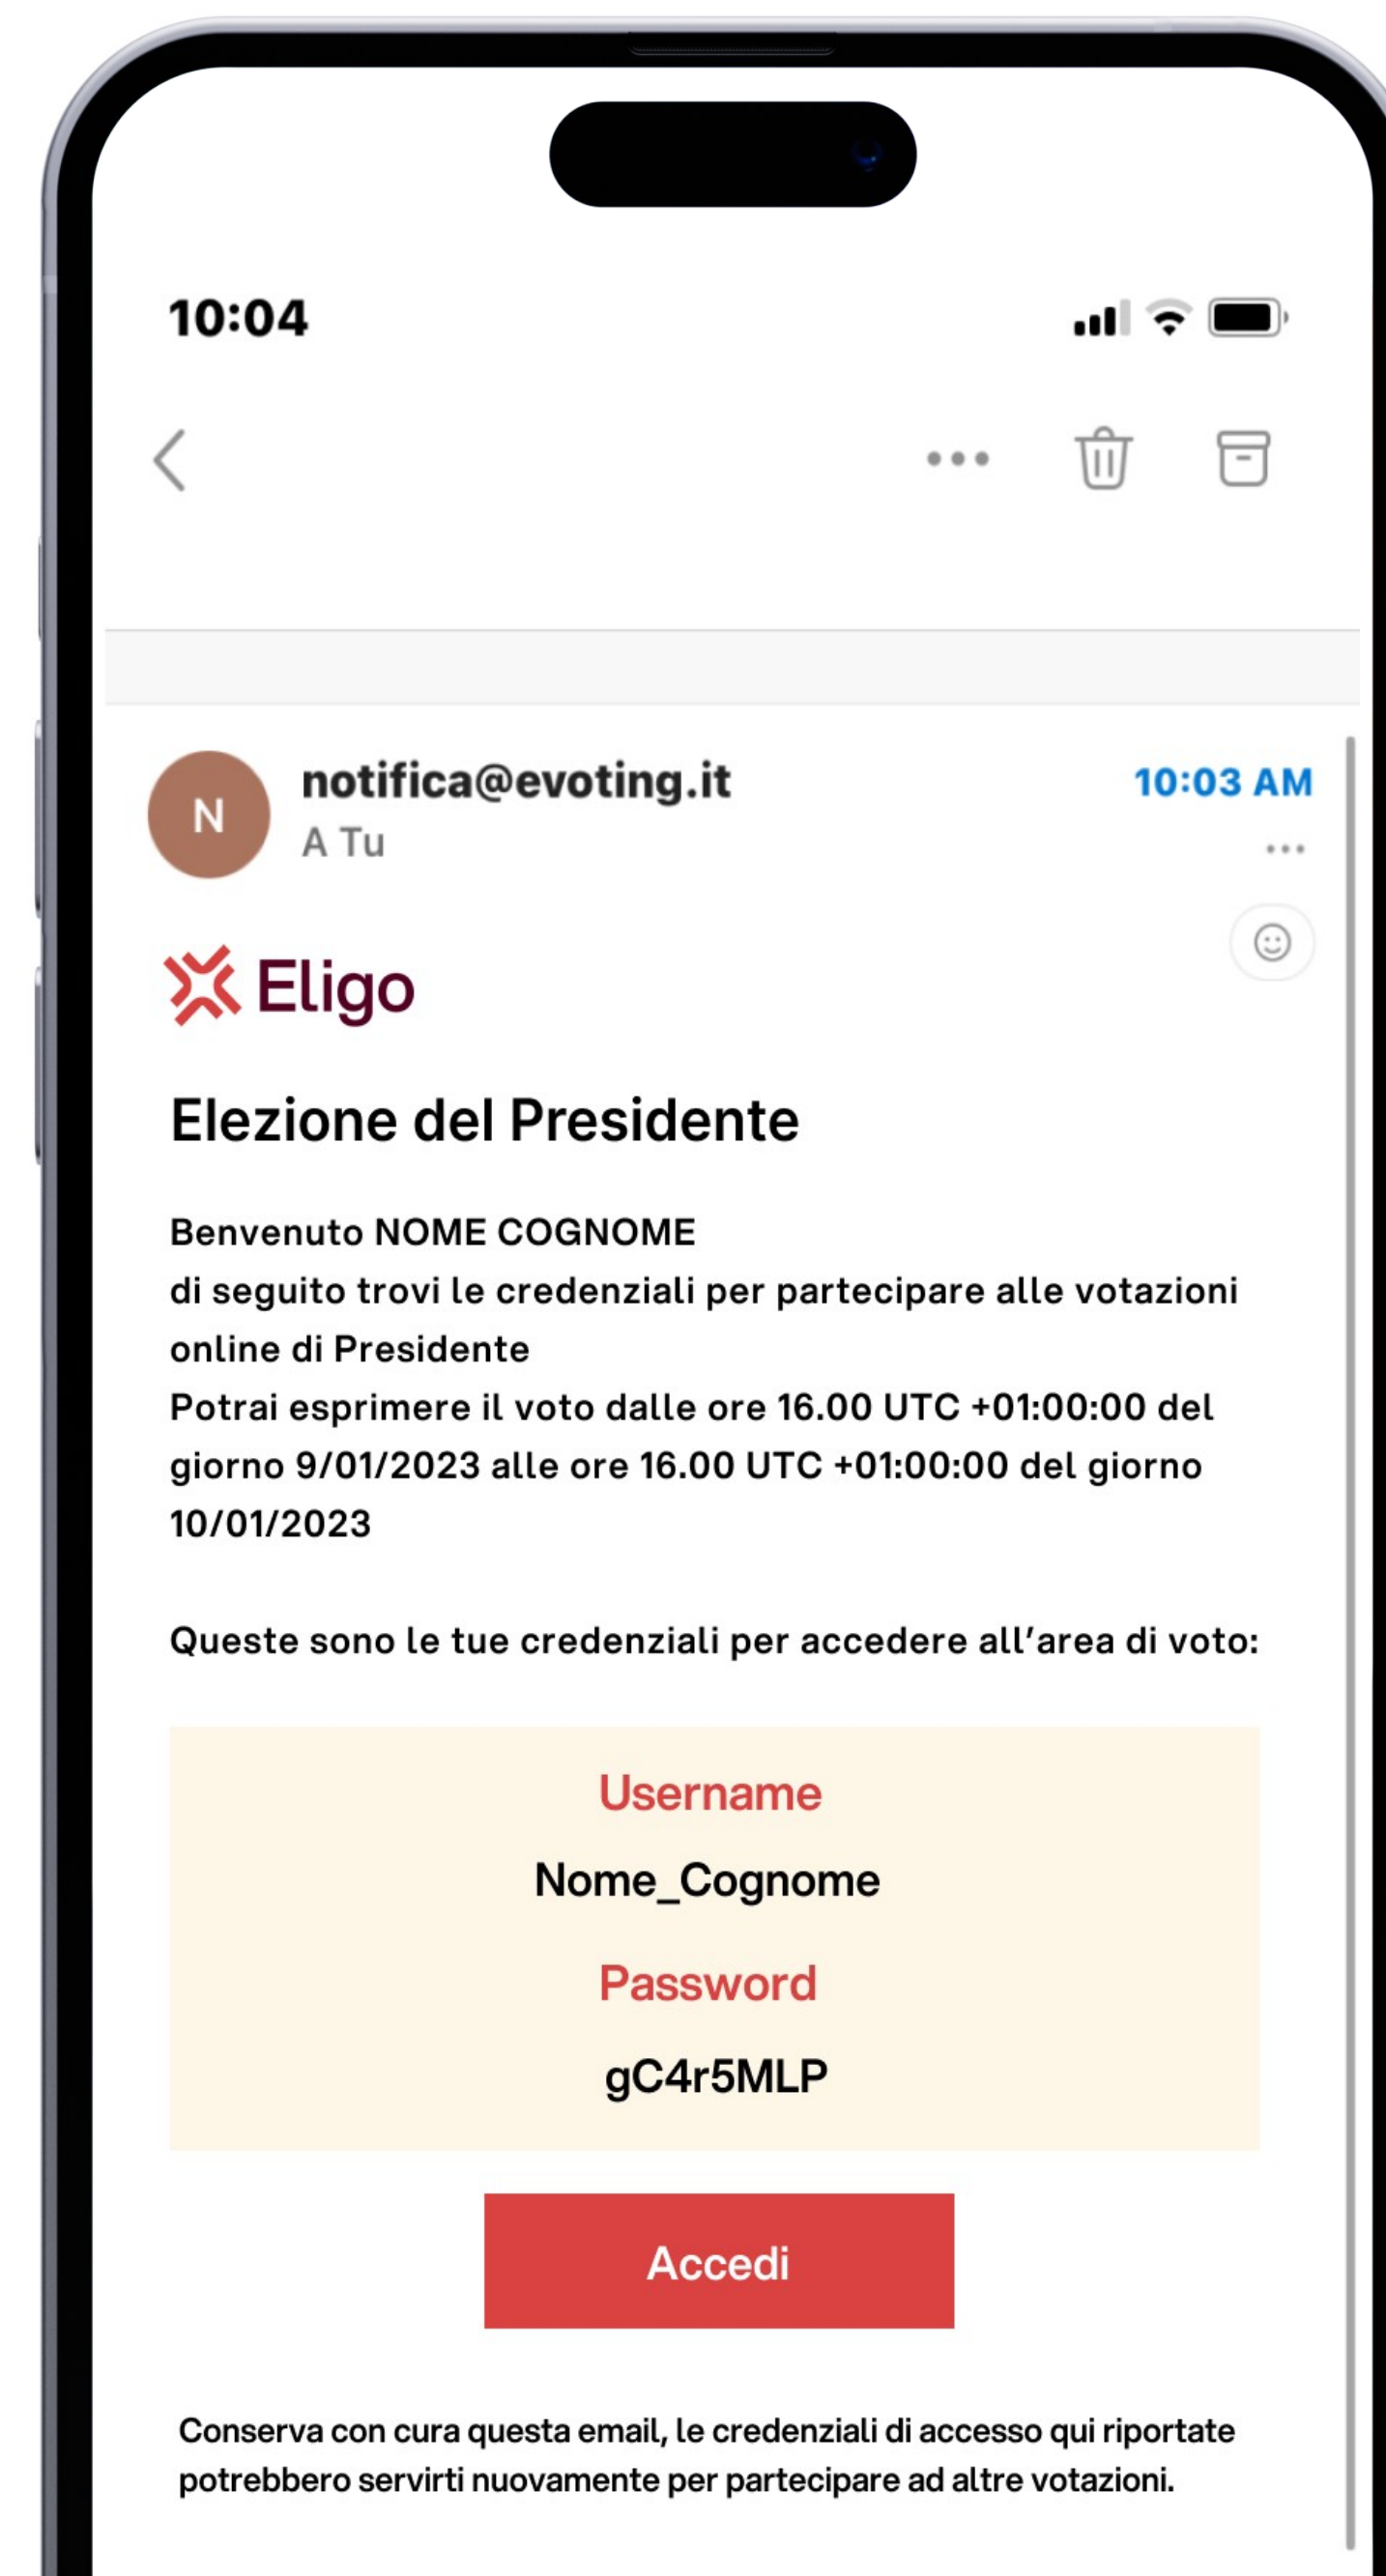 10:04
N
notifica@evoting.it
10:03 AM
A Tu
Eligo
Elezione del Presidente
Benvenuto NOME COGNOME
di seguito trovi le credenziali per partecipare alle votazioni
online di Presidente
Potrai esprimere il voto dalle ore 16.00 UTC +01:00:00 del
giorno 9/01/2023 alle ore 16.00 UTC +01:00:00 del giorno
10/01/2023
Queste sono le tue credenziali per accedere all’area di voto:
Username
Nome_Cognome
Password
gC4r5MLP
Accedi
Conserva con cura questa email, le credenziali di accesso qui riportate
potrebbero servirti nuovamente per partecipare ad altre votazioni.